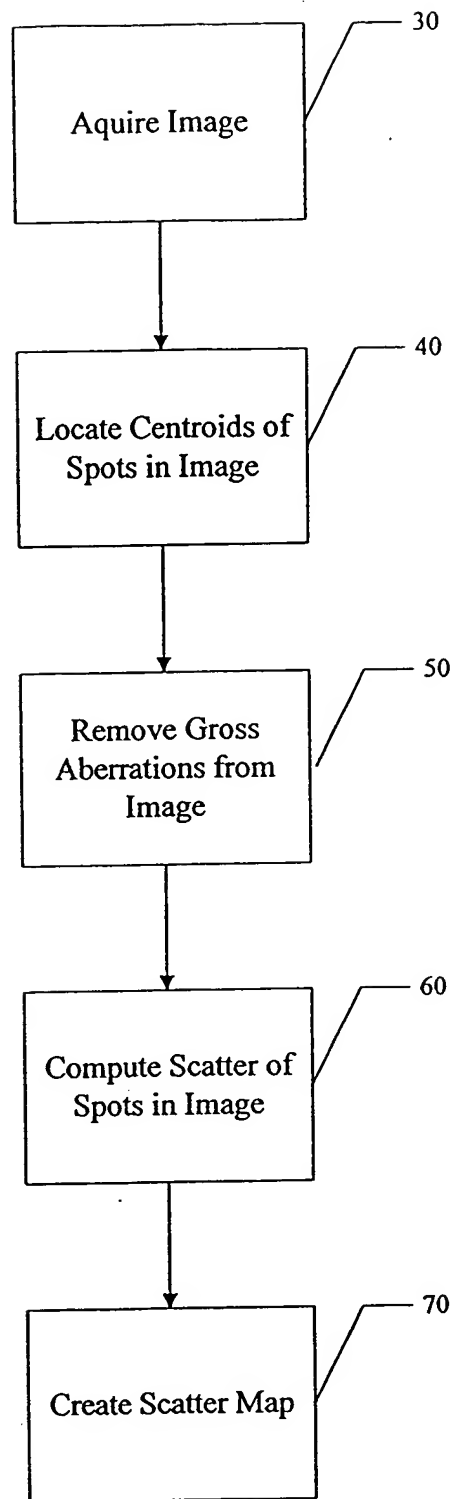 30
Aquire Image
40
Locate Centroids of
Spots in Image
50
Remove Gross
Aberrations from
Image
60
Compute Scatter of
Spots in Image
70
Create Scatter Map